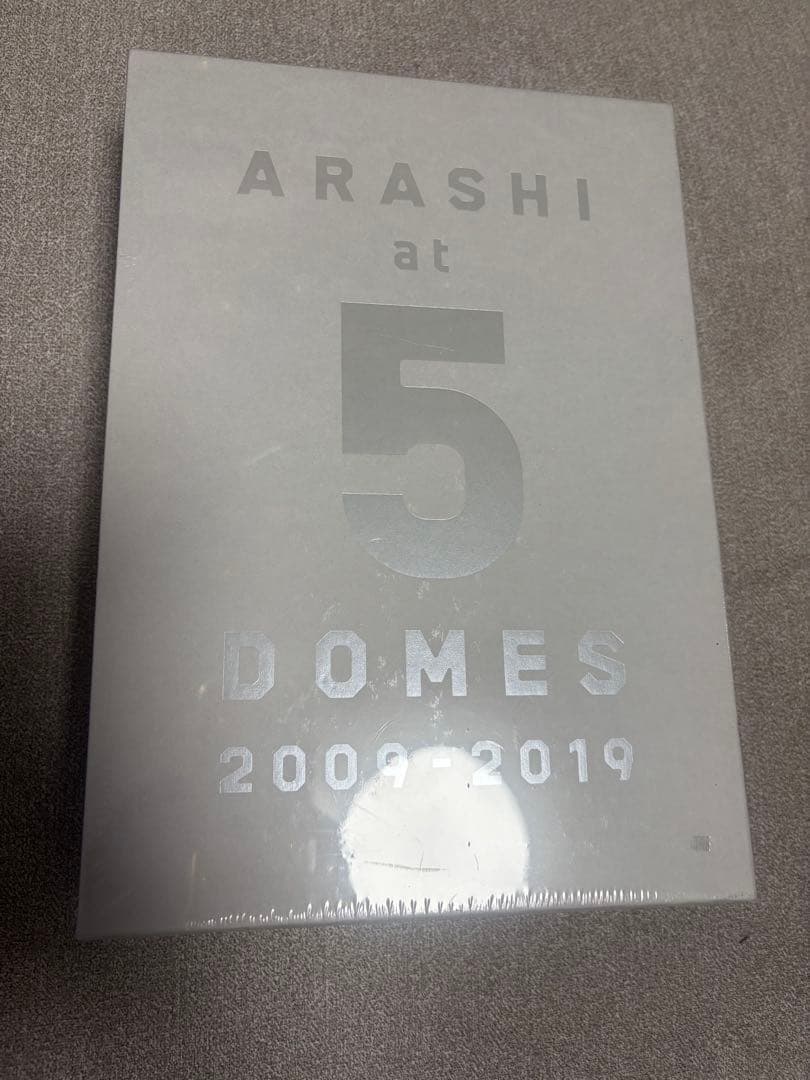 ARASHI
at
5
DOMES
2009-2019